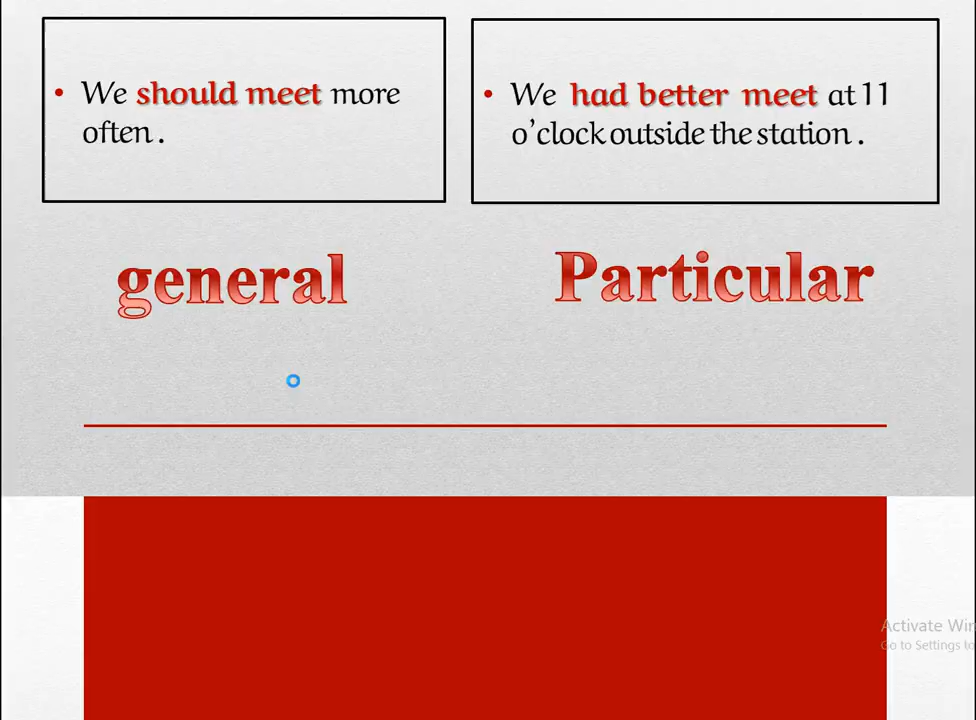 • We should meet more
often .
• We had better meet at 11
o’clock outside the station .
general
Particular
Activate Win
Go to Settings to